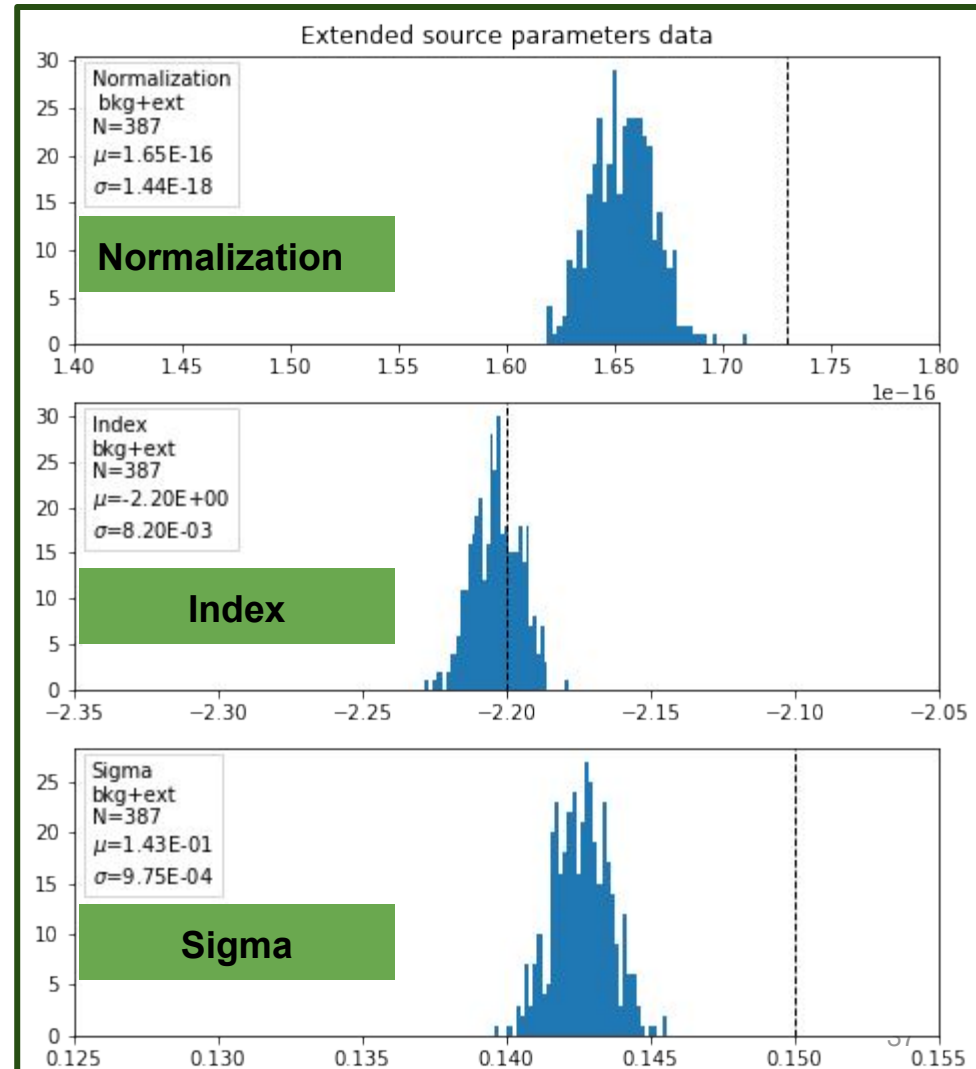 Extended source parameters data
30
25
20
15
10
5
0
Normalization
bkg+ext
N=387
μ=1.65E-16
σ=1.44E-18
Normalization
1.40 1.45 1.50 1.55 1.60 1.65 1.70 1.75 1.80
1e−16
30
25
20
15
10
5
0
Index
bkg+ext
N=387
μ=-2.20E+00
σ=8.20E-03
Index
−2.35 −2.30 −2.25 −2.20 −2.15 −2.10 −2.05
25
20
15
10
5
0
Sigma
bkg+ext
N=387
μ=1.43E-01
σ=9.75E-04
Sigma
0.125 0.130 0.135 0.140 0.145 0.150 0.155